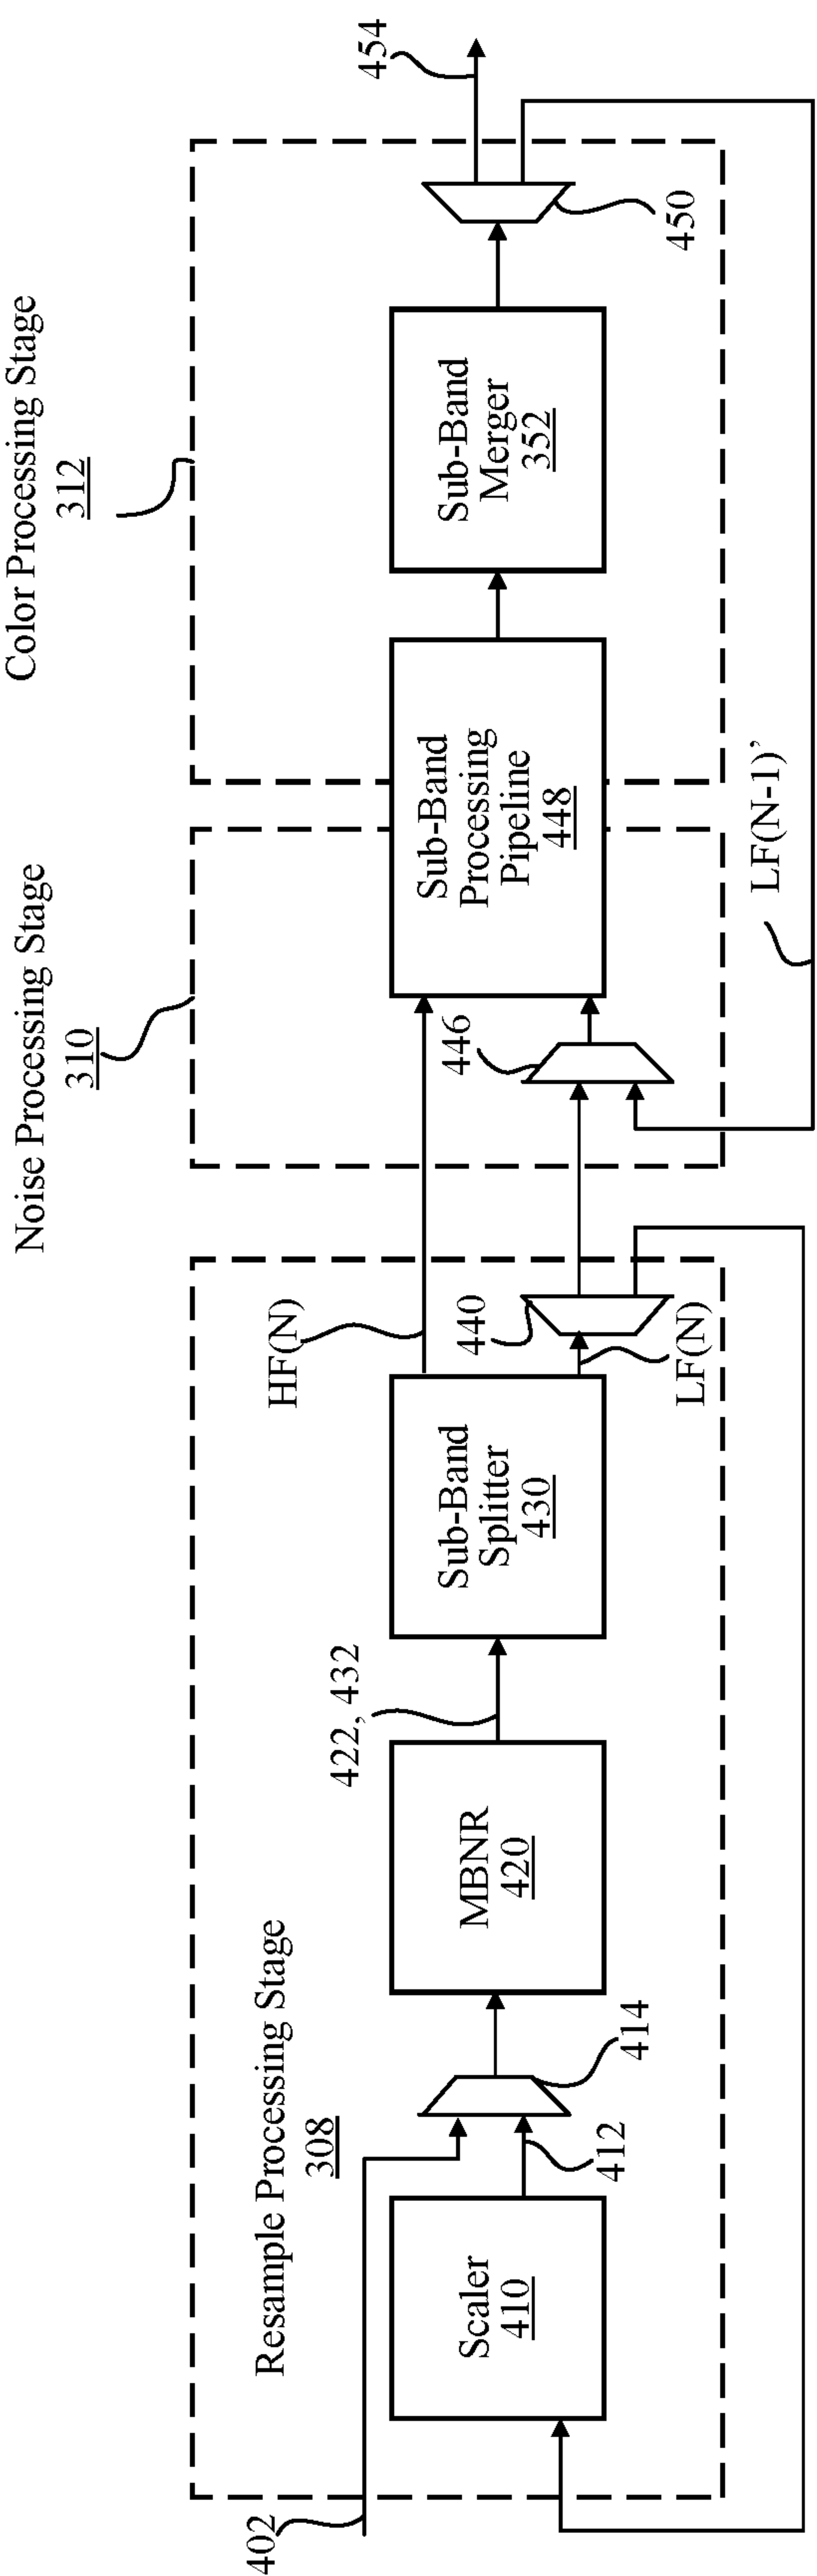 Resample Processing Stage
308
Noise Processing Stage
310
Color Processing Stage
312
402
Scaler
410
412
414
MBNR
420
422, 432
Sub-Band
Splitter
430
HF(N)
LF(N)
440
446
Sub-Band
Processing
Pipeline
448
Sub-Band
Merger
352
450
454
LF(N-1)’